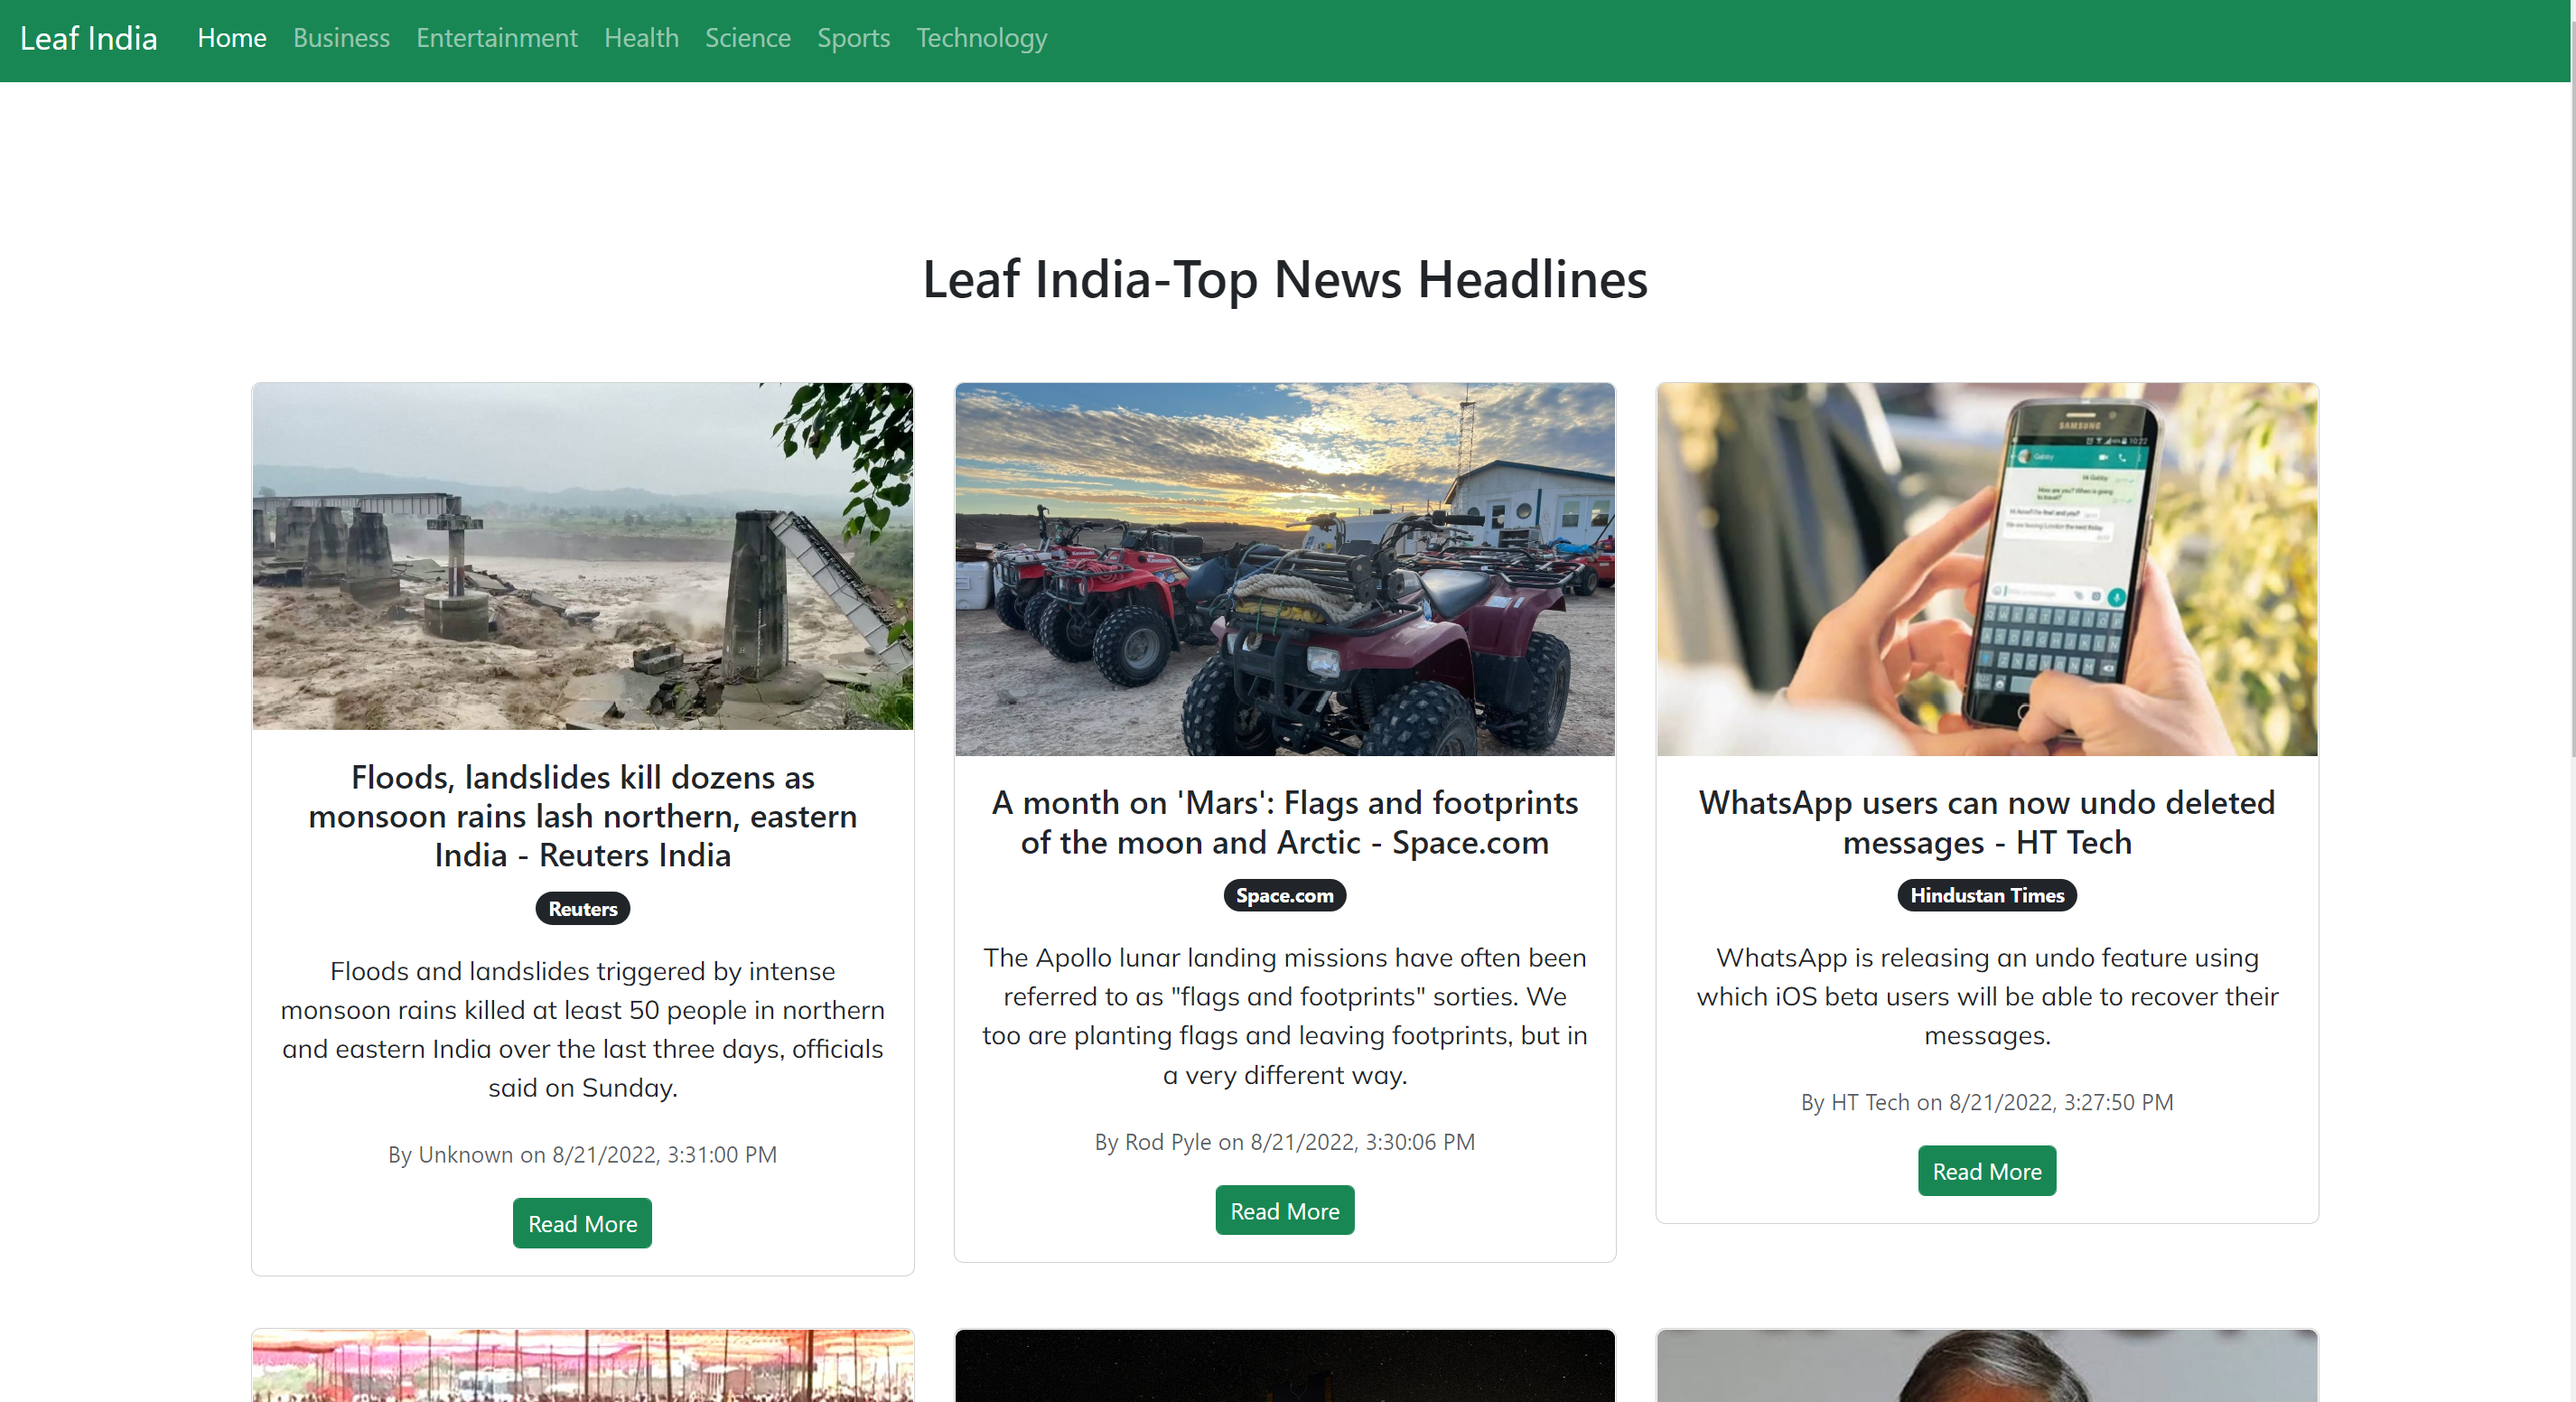 Leaf India Home Business Entertainment Health Science Sports Technology
Leaf India-Top News Headlines
Floods, landslides kill dozens as
monsoon rains lash northern, eastern
India - Reuters India
Reuters
Floods and landslides triggered by intense
monsoon rains killed at least 50 people in northern
and eastern India over the last three days, officials
said on Sunday.
By Unknown on 8/21/2022, 3:31:00 PM
Read More
Kawasaki
A month on 'Mars': Flags and footprints
of the moon and Arctic - Space.com
Space.com
The Apollo lunar landing missions have often been
referred to as "flags and footprints" sorties. We
too are planting flags and leaving footprints, but in
a very different way.
By Rod Pyle on 8/21/2022, 3:30:06 PM
Read More
SAMSUNG
10:22
Gabby
WhatsApp users can now undo deleted
messages - HT Tech
Hindustan Times
WhatsApp is releasing an undo feature using
which iOS beta users will be able to recover their
messages.
By HT Tech on 8/21/2022, 3:27:50 PM
Read More